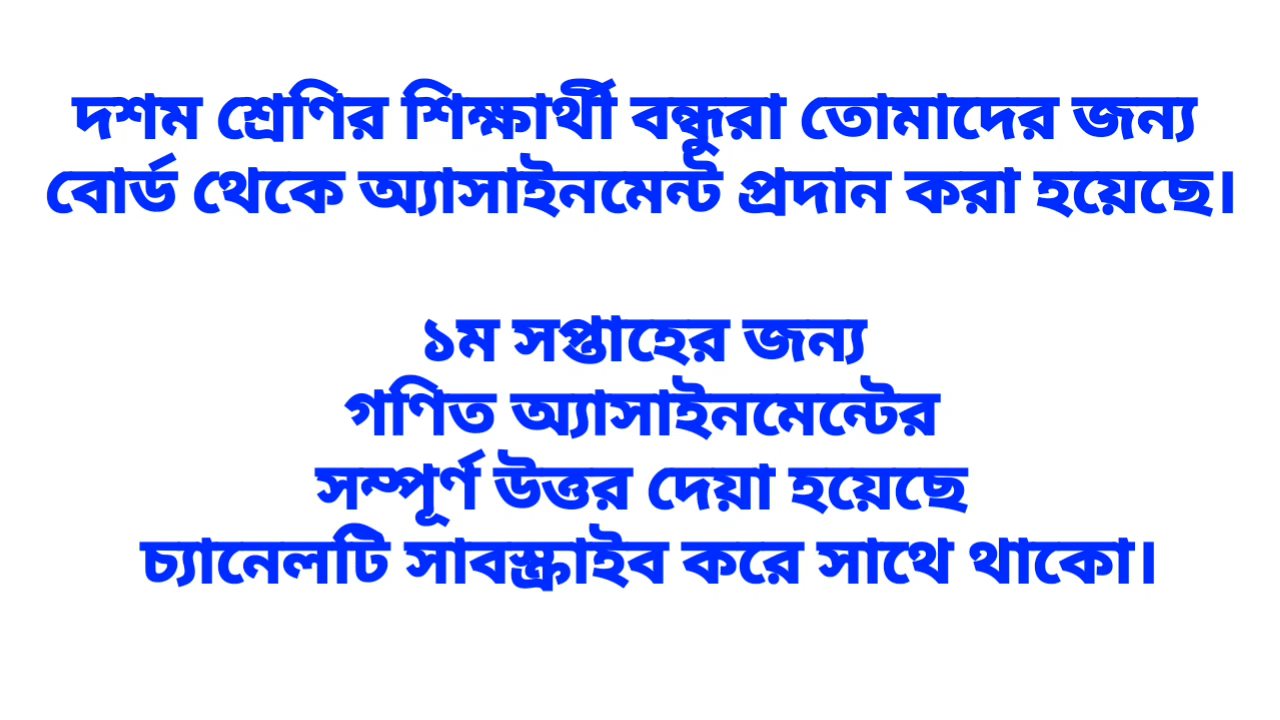 দশম শ্রেণির শিক্ষার্থী বন্ধুরা তোমাদের জন্য
বোর্ড থেকে অ্যাসাইনমেন্ট প্রদান করা হয়েছে।
১ম সপ্তাহের জন্য
গণিত অ্যাসাইনমেন্টের
সম্পূর্ণ উত্তর দেয়া হয়েছে
চ্যানেলটি সাবস্ক্রাইব করে সাথে থাকো।